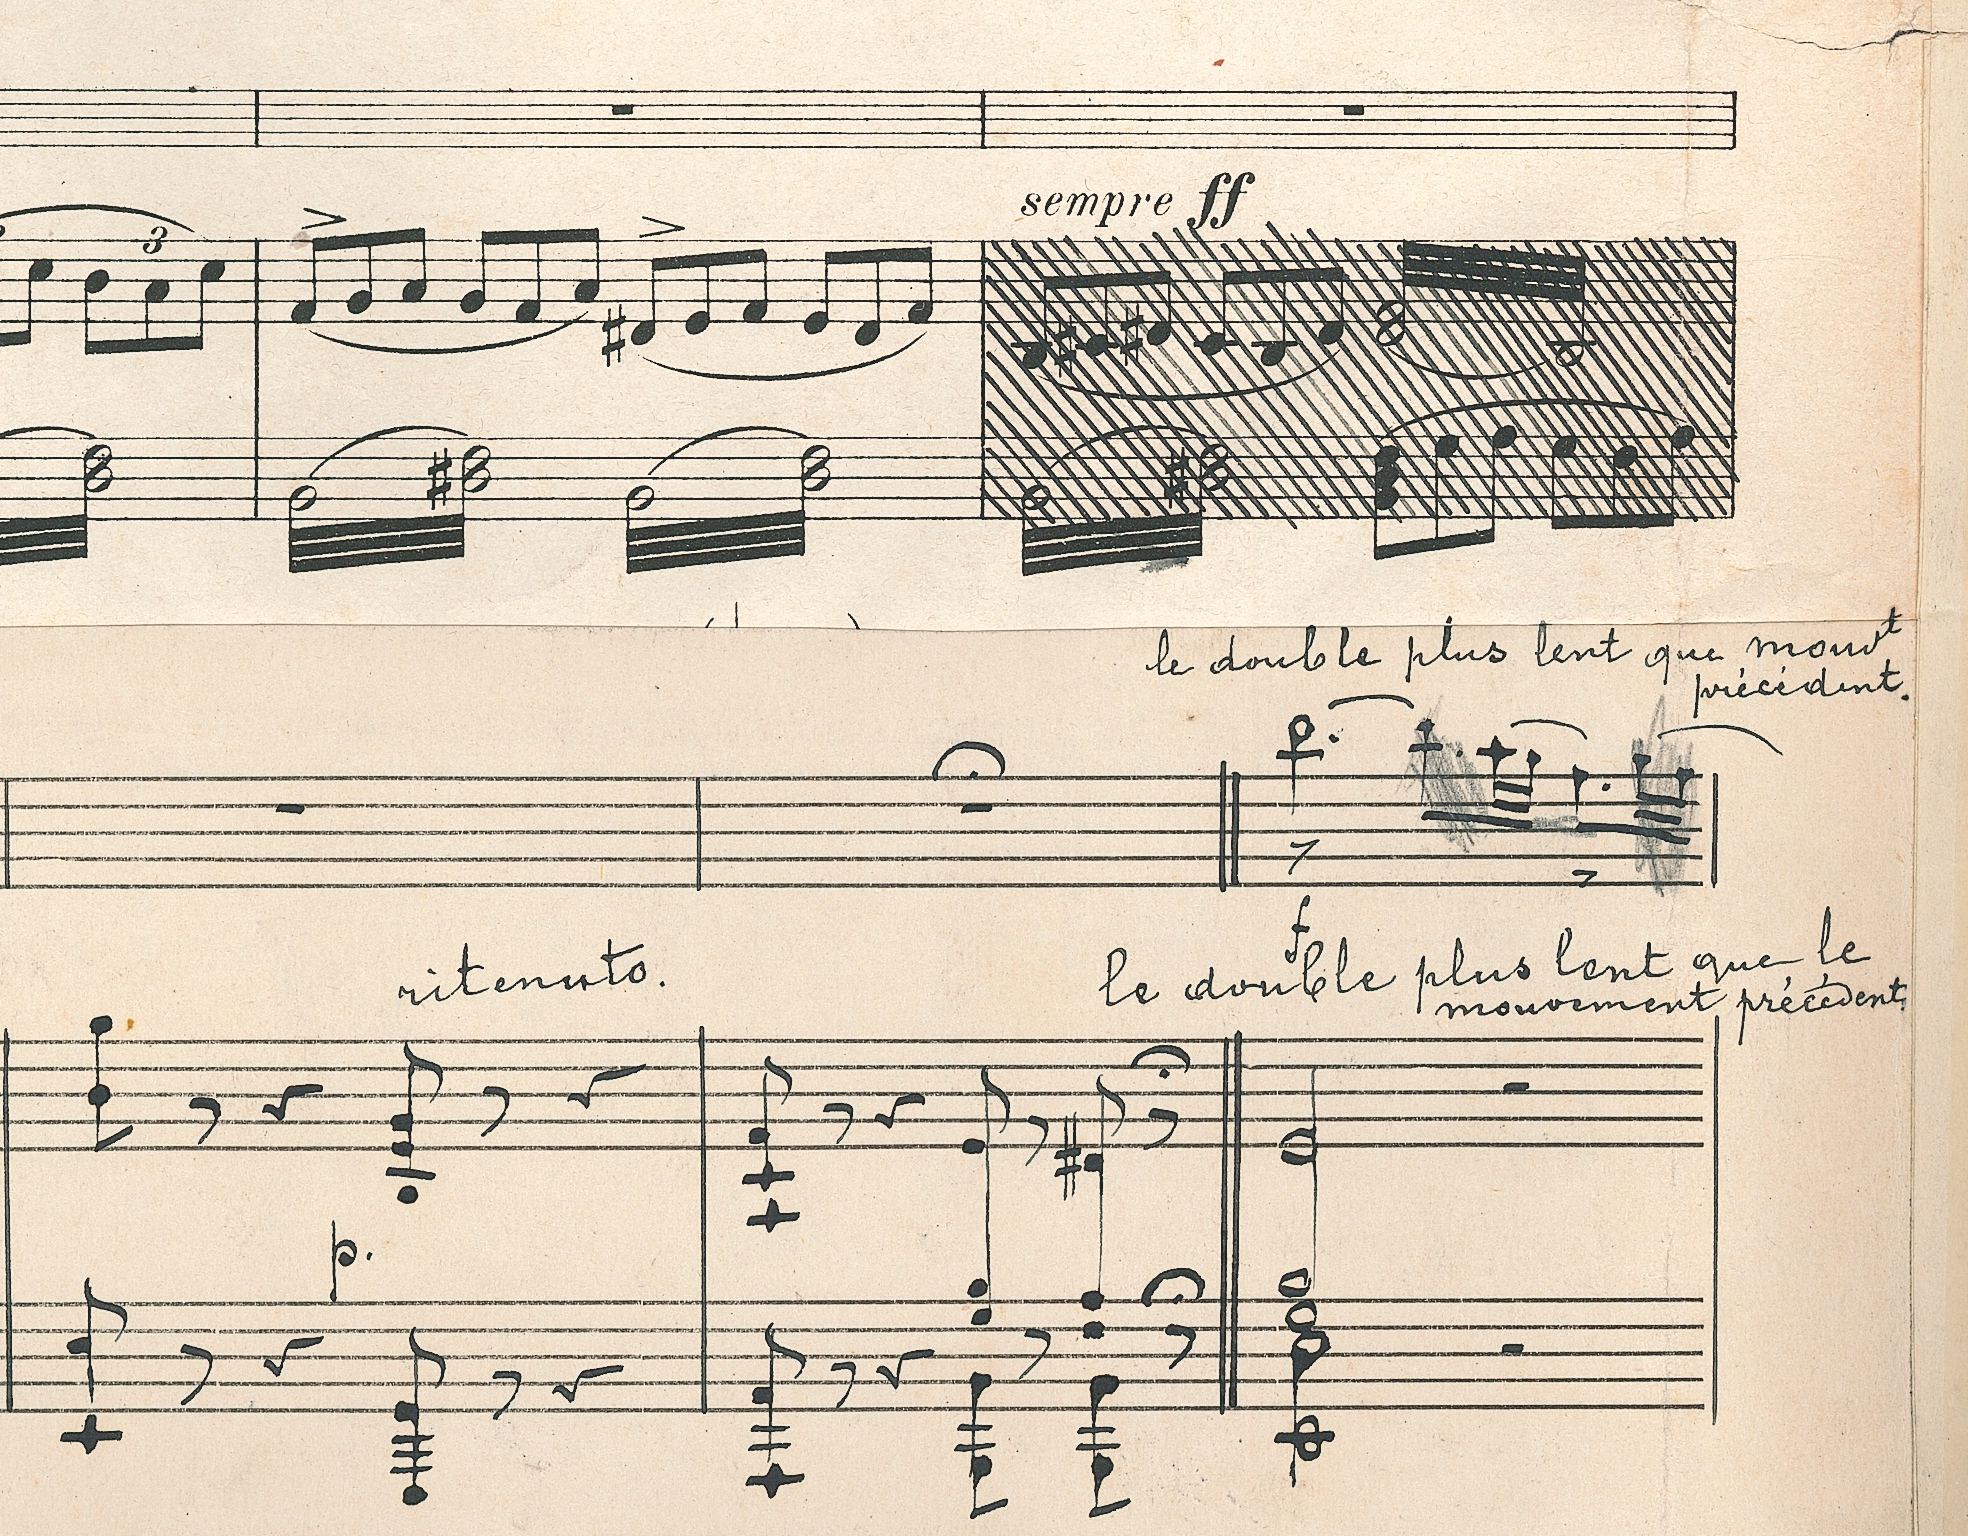 sempre ff
3
le double plus lent que mouvt
précédent.
f
ritenuto.
le double plus lent que le
mouvement précédent.
p.